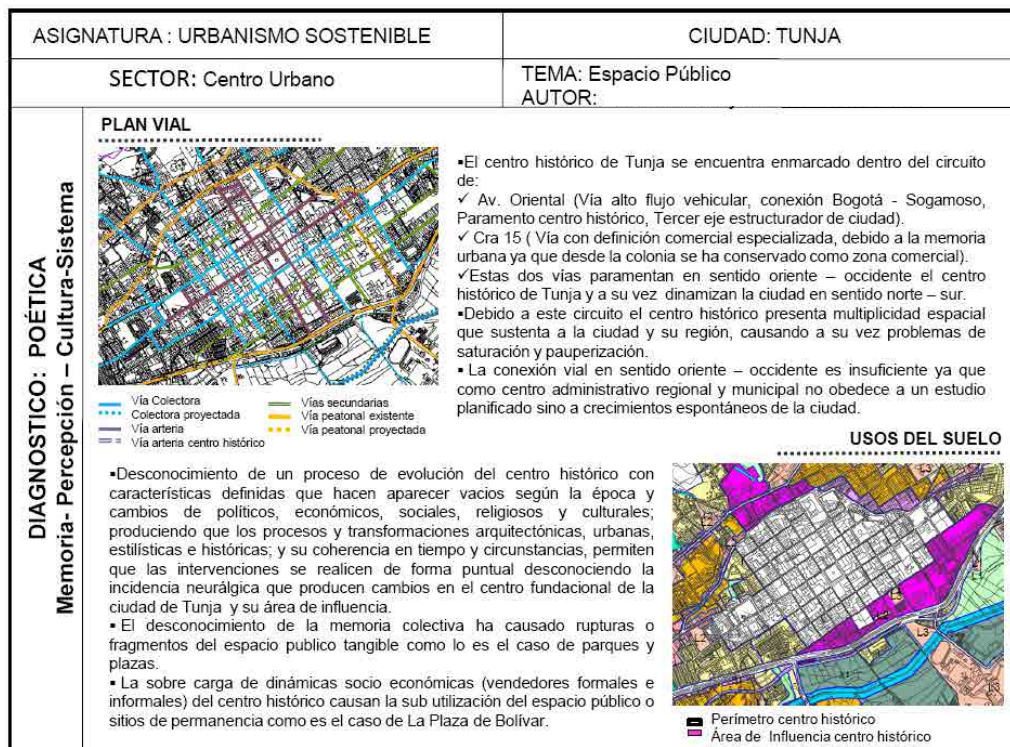 ASIGNATURA : URBANISMO SOSTENIBLE
CIUDAD: TUNJA
SECTOR: Centro Urbano
TEMA: Espacio Público
AUTOR:
DIAGNOSTICO: POÉTICA
Memoria- Percepción – Cultura-Sistema
PLAN VIAL
Vía Colectora
Colectora proyectada
Vía arteria
Vía arteria centro histórico
Vías secundarias
Vía peatonal existente
Vía peatonal proyectada
▪El centro histórico de Tunja se encuentra enmarcado dentro del circuito
de:
✓ Av. Oriental (Vía alto flujo vehicular, conexión Bogotá - Sogamoso,
Paramento centro histórico, Tercer eje estructurador de ciudad).
✓ Cra 15 ( Vía con definición comercial especializada, debido a la memoria
urbana ya que desde la colonia se ha conservado como zona comercial).
✓Estas dos vías paramentan en sentido oriente – occidente el centro
histórico de Tunja y a su vez dinamizan la ciudad en sentido norte – sur.
▪Debido a este circuito el centro histórico presenta multiplicidad espacial
que sustenta a la ciudad y su región, causando a su vez problemas de
saturación y pauperización.
▪ La conexión vial en sentido oriente – occidente es insuficiente ya que
como centro administrativo regional y municipal no obedece a un estudio
planificado sino a crecimientos espontáneos de la ciudad.
USOS DEL SUELO
▪Desconocimiento de un proceso de evolución del centro histórico con
características definidas que hacen aparecer vacios según la época y
cambios de políticos, económicos, sociales, religiosos y culturales;
produciendo que los procesos y transformaciones arquitectónicas, urbanas,
estilísticas e históricas; y su coherencia en tiempo y circunstancias, permiten
que las intervenciones se realicen de forma puntual desconociendo la
incidencia neurálgica que producen cambios en el centro fundacional de la
ciudad de Tunja y su área de influencia.
▪ El desconocimiento de la memoria colectiva ha causado rupturas o
fragmentos del espacio publico tangible como lo es el caso de parques y
plazas.
▪ La sobre carga de dinámicas socio económicas (vendedores formales e
informales) del centro histórico causan la sub utilización del espacio público o
sitios de permanencia como es el caso de La Plaza de Bolívar.
L3
Perímetro centro histórico
Área de Influencia centro histórico